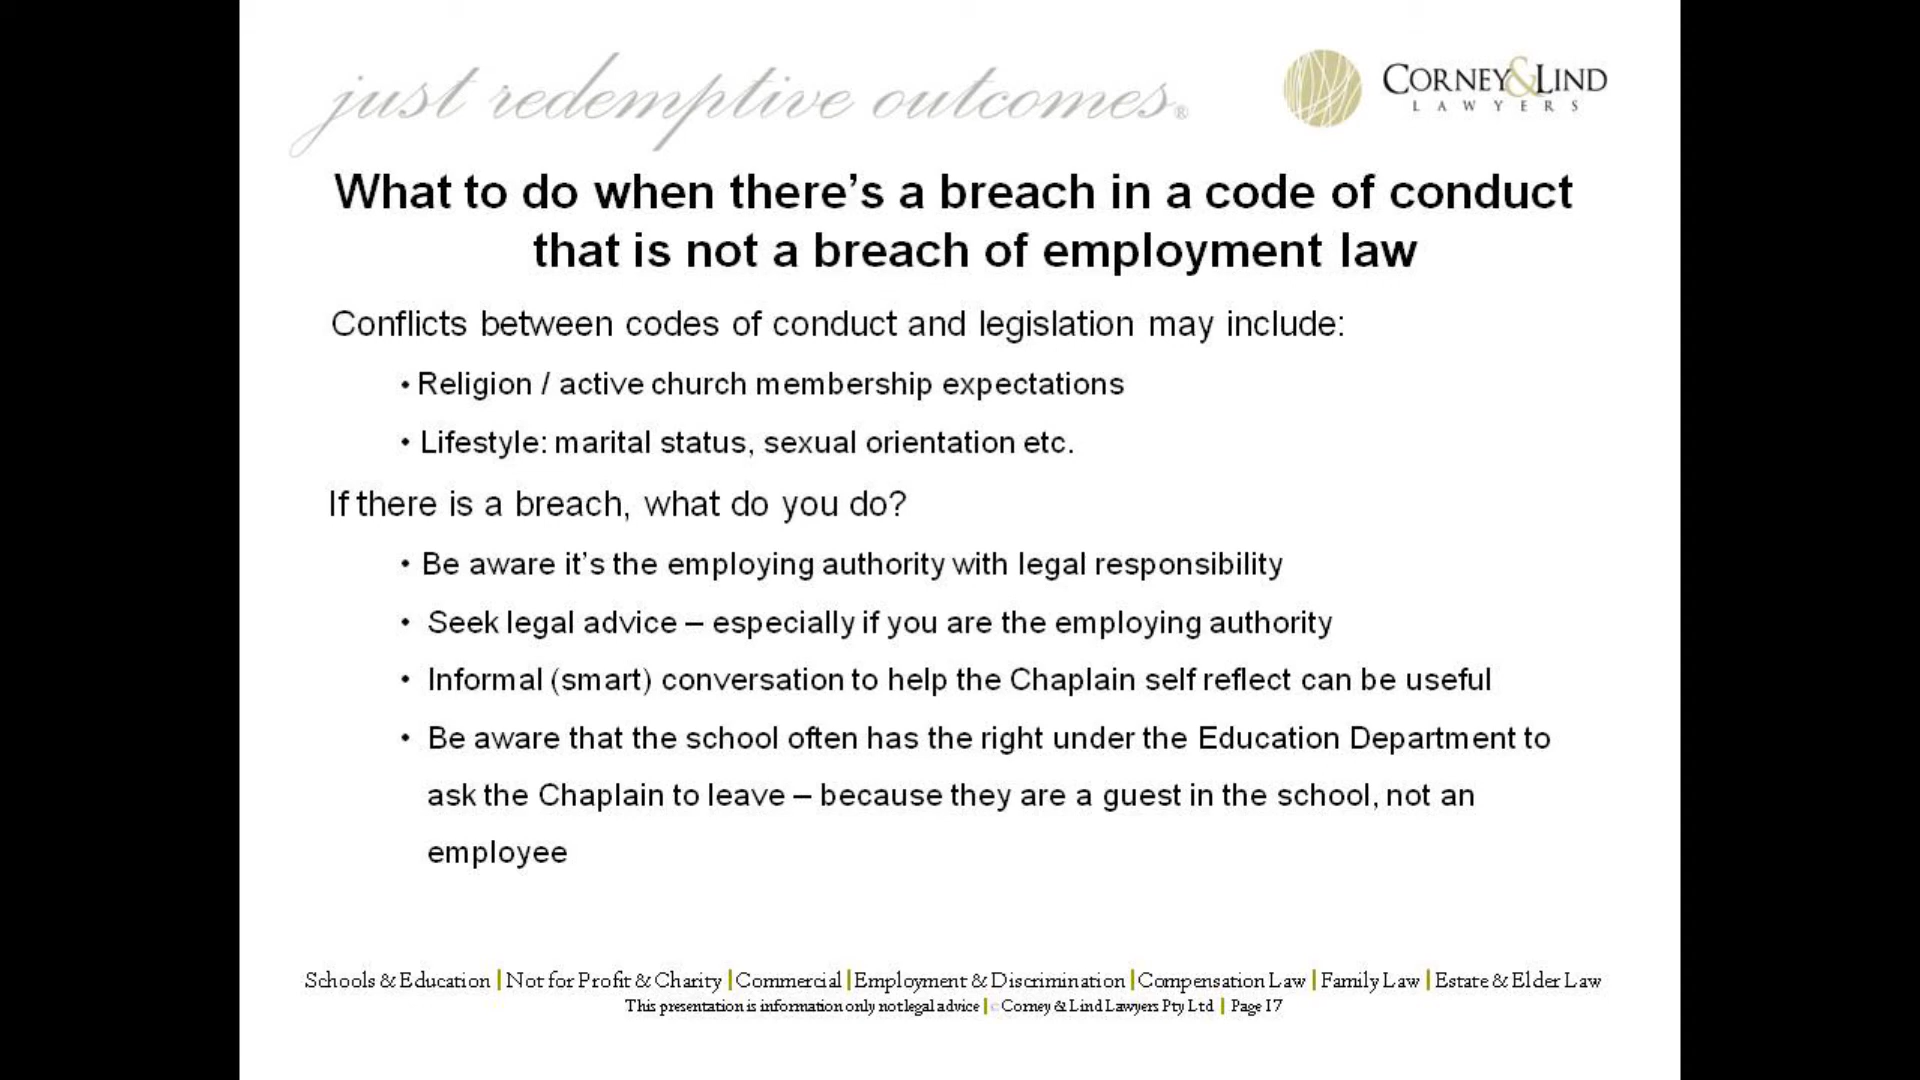 just redemptive outcomes®
CORNEY&LIND
LAWYERS
What to do when there's a breach in a code of conduct
that is not a breach of employment law
Conflicts between codes of conduct and legislation may include:
• Religion / active church membership expectations
• Lifestyle: marital status, sexual orientation etc.
If there is a breach, what do you do?
• Be aware it's the employing authority with legal responsibility
• Seek legal advice – especially if you are the employing authority
• Informal (smart) conversation to help the Chaplain self reflect can be useful
• Be aware that the school often has the right under the Education Department to
ask the Chaplain to leave – because they are a guest in the school, not an
employee
Schools & Education | Not for Profit & Charity | Commercial | Employment & Discrimination | Compensation Law | Family Law | Estate & Elder Law
This presentation is information only not legal advice | © Corney & Lind Lawyers Pty Ltd | Page 17